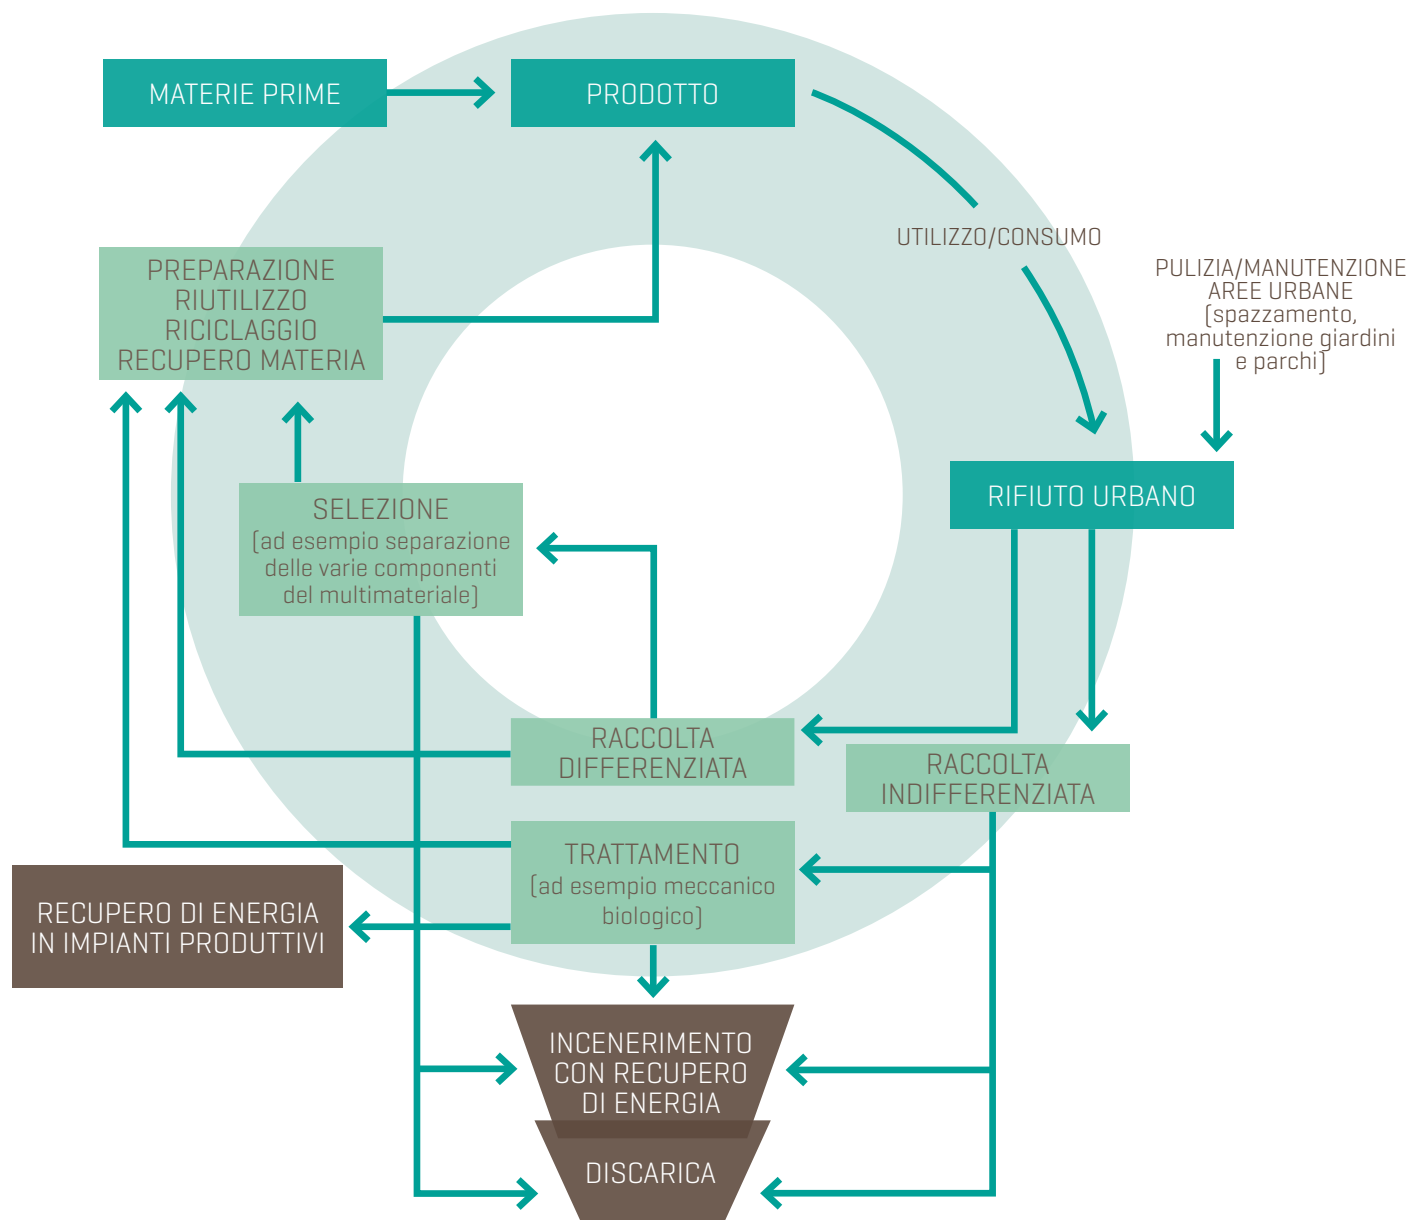 MATERIE PRIME
PRODOTTO
UTILIZZO/CONSUMO
PULIZIA/MANUTENZIONE
AREE URBANE
(spazzamento,
manutenzione giardini
e parchi)
PREPARAZIONE
RIUTILIZZO
RICICLAGGIO
RECUPERO MATERIA
RIFIUTO URBANO
SELEZIONE
(ad esempio separazione
delle varie componenti
del multimateriale)
RACCOLTA
DIFFERENZIATA
RACCOLTA
INDIFFERENZIATA
TRATTAMENTO
(ad esempio meccanico
biologico)
RECUPERO DI ENERGIA
IN IMPIANTI PRODUTTIVI
INCENERIMENTO
CON RECUPERO
DI ENERGIA
DISCARICA